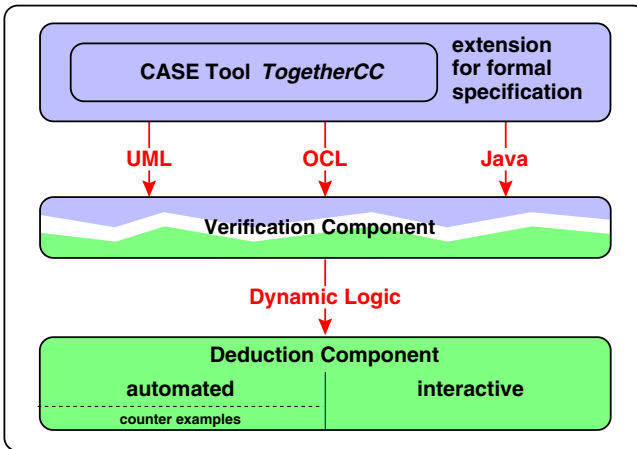 CASE Tool TogetherCC
extension
for formal
specification
UML OCL Java
Verification Component
Dynamic Logic
Deduction Component
automated interactive
counter examples